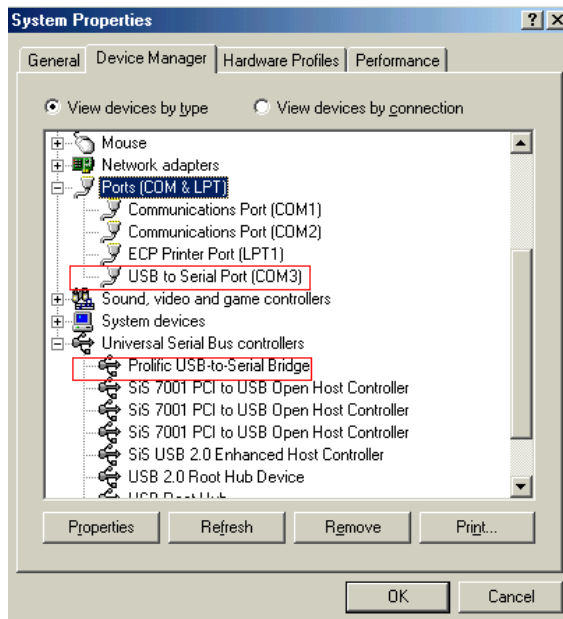 System Properties
General Device Manager Hardware Profiles Performance
View devices by type View devices by connection
Mouse
Network adapters
Ports (COM & LPT)
Communications Port (COM1)
Communications Port (COM2)
ECP Printer Port (LPT1)
USB to Serial Port (COM3)
Sound, video and game controllers
System devices
Universal Serial Bus controllers
Prolific USB-to-Serial Bridge
SiS 7001 PCI to USB Open Host Controller
SiS 7001 PCI to USB Open Host Controller
SiS 7001 PCI to USB Open Host Controller
SiS USB 2.0 Enhanced Host Controller
USB 2.0 Root Hub Device
USB Root Hub
Properties Refresh Remove Print...
OK Cancel